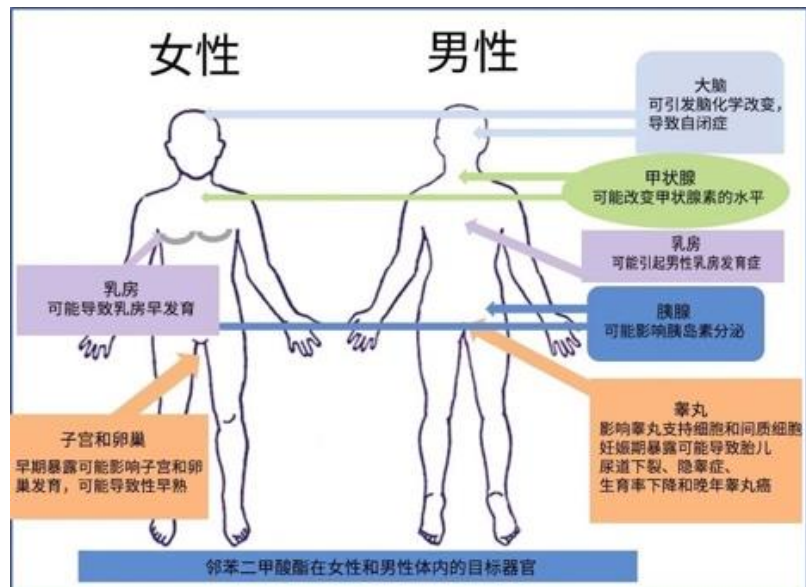 女性
男性
大脑
可引发脑化学改变，
导致自闭症
甲状腺
可能改变甲状腺素的水平
乳房
可能引起男性乳房发育症
乳房
可能导致乳房早发育
胰腺
可能影响胰岛素分泌
子宫和卵巢
早期暴露可能影响子宫和卵
巢发育，可能导致性早熟
睾丸
影响睾丸支持细胞和间质细胞
妊娠期暴露可能导致胎儿
尿道下裂、隐睾症、
生育率下降和晚年睾丸癌
邻苯二甲酸酯在女性和男性体内的目标器官